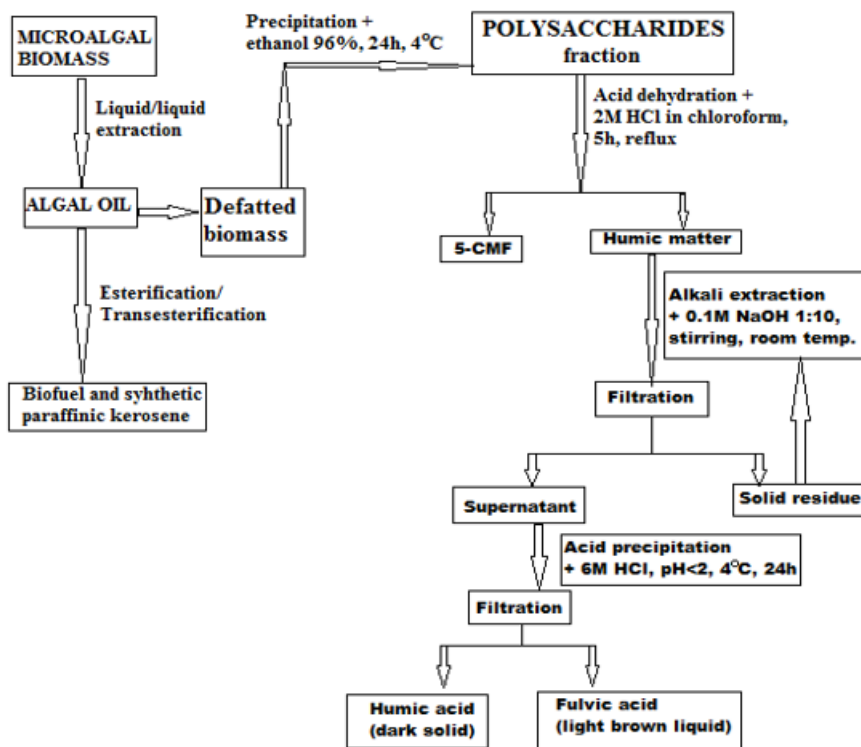 MICROALGAL
BIOMASS
Liquid/liquid
extraction
ALGAL OIL
Defatted
biomass
Esterification/
Transesterification
Biofuel and syhthetic
paraffinic kerosene
Precipitation +
ethanol 96%, 24h, 4°C
POLYSACCHARIDES
fraction
Acid dehydration +
2M HCl in chloroform,
5h, reflux
5-CMF
Humic matter
Alkali extraction
+ 0.1M NaOH 1:10,
stirring, room temp.
Filtration
Supernatant
Solid residue
Acid precipitation
+ 6M HCl, pH<2, 4°C, 24h
Filtration
Humic acid
(dark solid)
Fulvic acid
(light brown liquid)